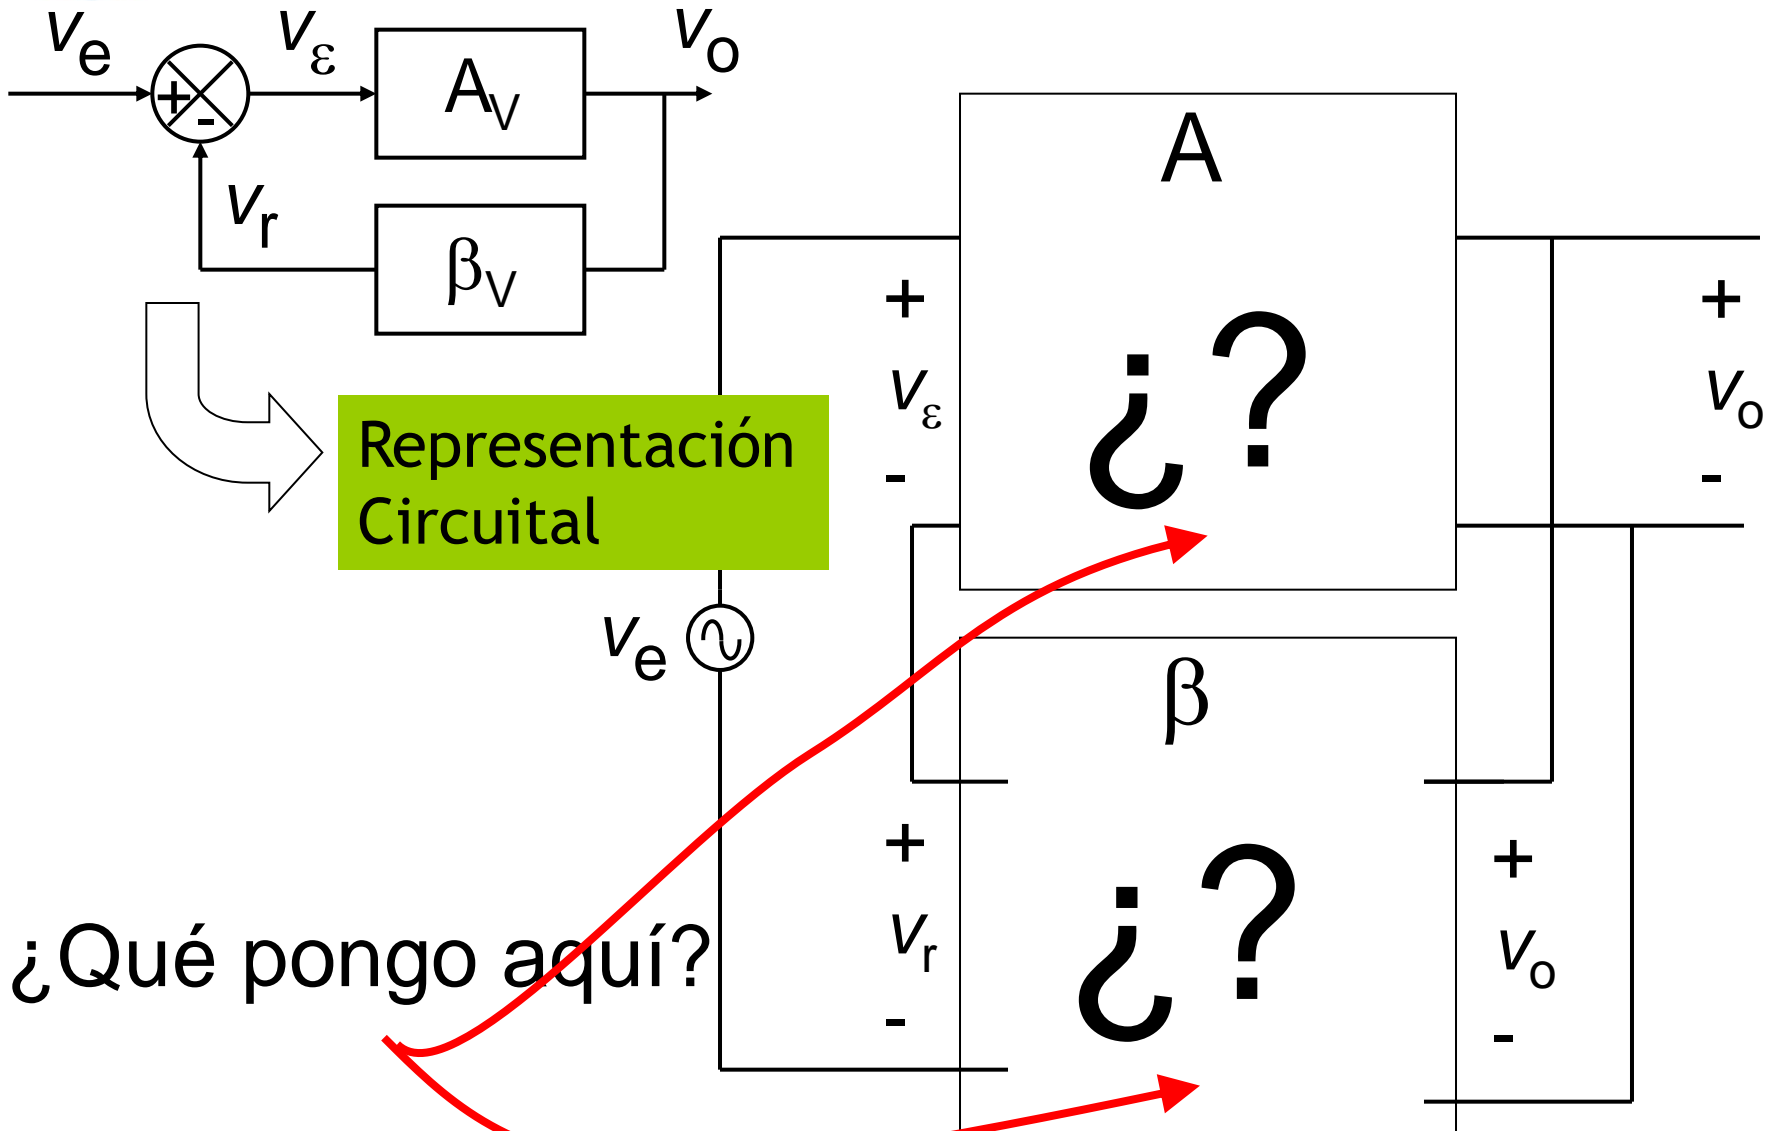 ve
vε
AV
vo
+
-
vr
βV
Representación
Circuital
A
+
vε
-
¿?
+
vo
-
ve
β
+
vr
-
¿?
+
vo
-
¿Qué pongo aquí?